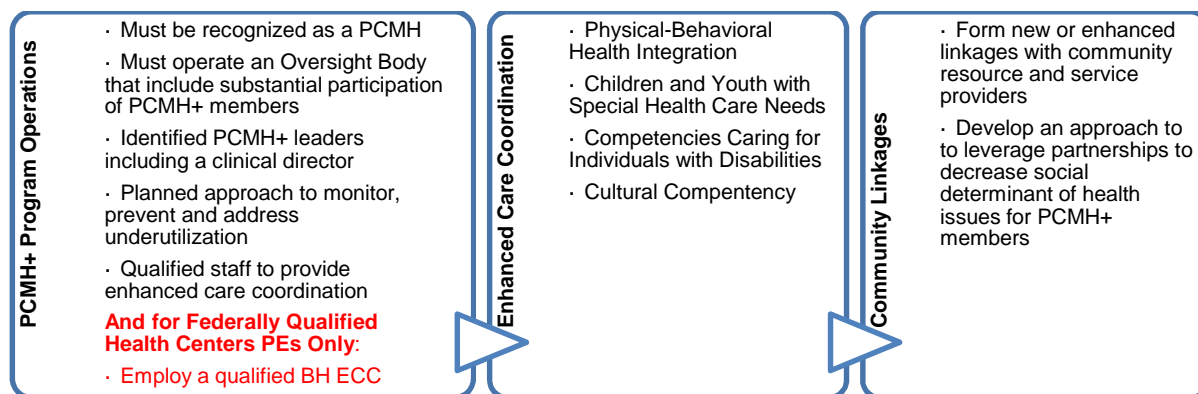 PCMH+ Program Operations
· Must be recognized as a PCMH
· Must operate an Oversight Body
that include substantial participation
of PCMH+ members
· Identified PCMH+ leaders
including a clinical director
· Planned approach to monitor,
prevent and address
underutilization
· Qualified staff to provide
enhanced care coordination
And for Federally Qualified
Health Centers PEs Only:
· Employ a qualified BH ECC
Enhanced Care Coordination
· Physical-Behavioral
Health Integration
· Children and Youth with
Special Health Care Needs
· Competencies Caring for
Individuals with Disabilities
· Cultural Compentency
Community Linkages
· Form new or enhanced
linkages with community
resource and service
providers
· Develop an approach to
to leverage partnerships to
decrease social
determinant of health
issues for PCMH+
members